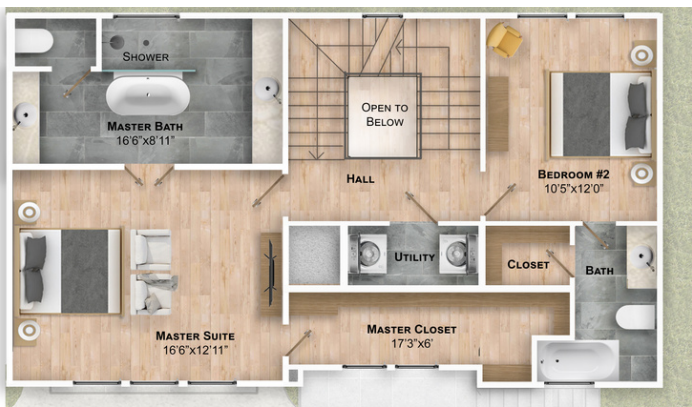 Shower
Master Bath
16'6"x8'11"
Open to
Below
Hall
Bedroom #2
10'5"x12'0"
Utility
Closet
Bath
Master Suite
16'6"x12'11"
Master Closet
17'3"x6'